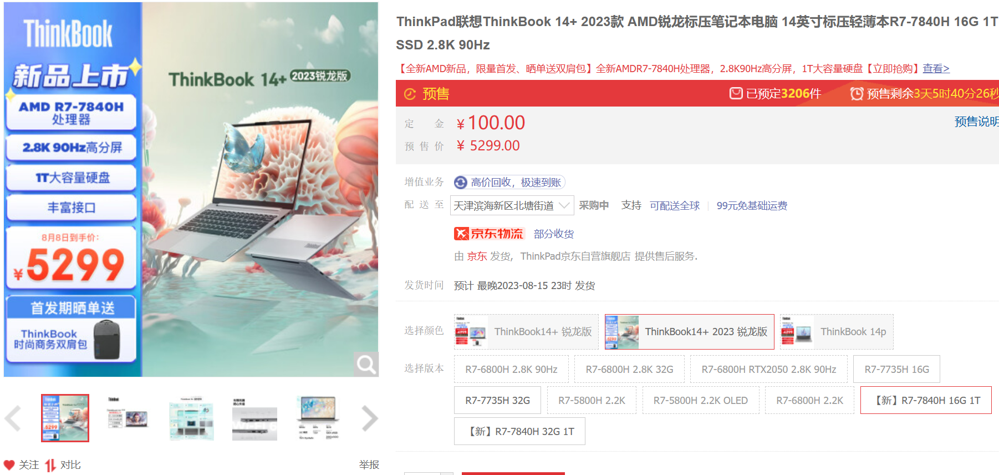 ThinkBook
新品上市
AMD R7-7840H
处理器
2.8K 90Hz高分屏
1T大容量硬盘
丰富接口
8月8日到手价:
¥5299
首发期晒单送
ThinkBook
时尚商务双肩包
ThinkBook 14+ 2023锐龙版
关注 对比 举报
ThinkPad联想ThinkBook 14+ 2023款 AMD锐龙标压笔记本电脑 14英寸标压轻薄本R7-7840H 16G 1T
SSD 2.8K 90Hz
【全新AMD新品，限量首发、晒单送双肩包】全新AMDR7-7840H处理器，2.8K90Hz高分屏，1T大容量硬盘【立即抢购】查看>
预售 已预定3206件 预售剩余3天5时40分26秒
定金 ¥100.00 预售说明
预售价 ¥ 5299.00
增值业务 高价回收，极速到账
配送至 天津滨海新区北塘街道 采购中 支持 可配送全球 | 99元免基础运费
京东物流 部分收货
由 京东 发货，ThinkPad京东自营旗舰店 提供售后服务.
发货时间 预计 最晚2023-08-15 23时 发货
选择颜色 ThinkBook14+ 锐龙版 ThinkBook14+ 2023 锐龙版 ThinkBook 14p
选择版本 R7-6800H 2.8K 90Hz R7-6800H 2.8K 32G R7-6800H RTX2050 2.8K 90Hz R7-7735H 16G
R7-7735H 32G R7-5800H 2.2K R7-5800H 2.2K OLED R7-6800H 2.2K 【新】R7-7840H 16G 1T
【新】R7-7840H 32G 1T